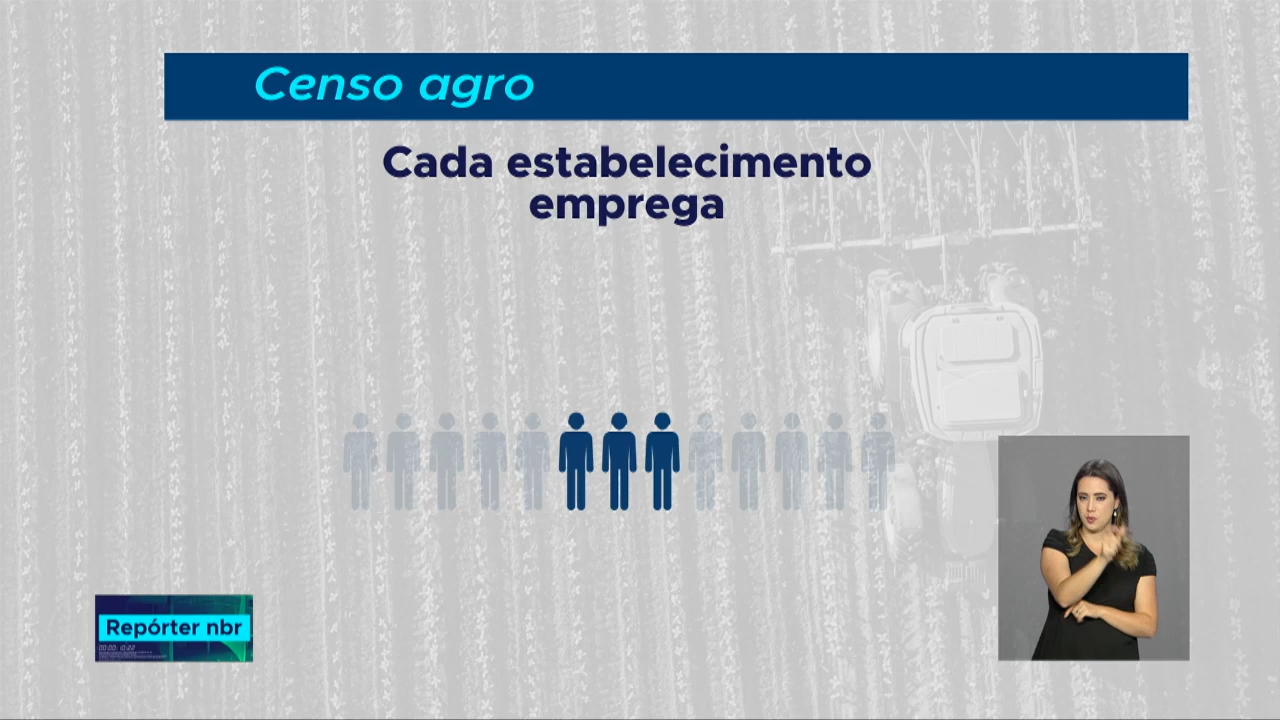 Censo agro
Cada estabelecimento
emprega
Repórter nbr